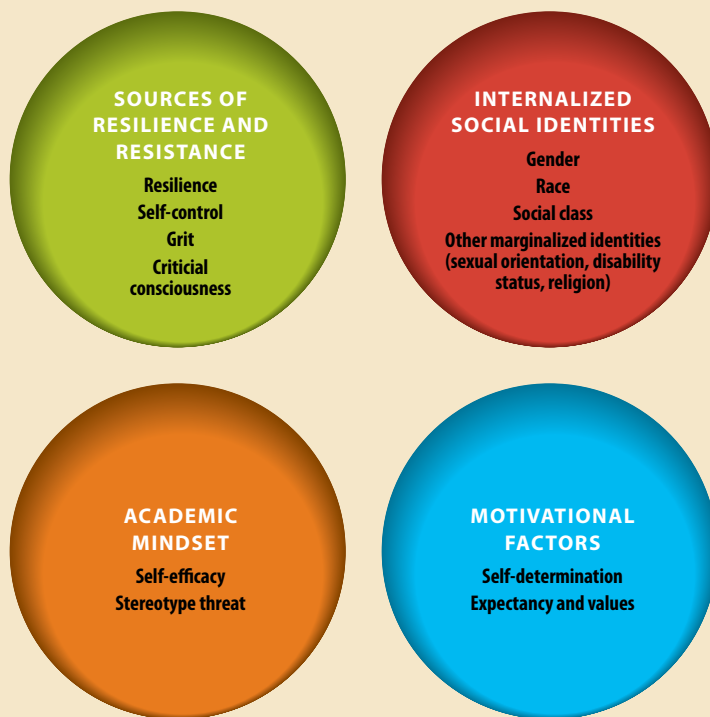 SOURCES OF
RESILIENCE AND
RESISTANCE
Resilience
Self-control
Grit
Criticial
consciousness
INTERNALIZED
SOCIAL IDENTITIES
Gender
Race
Social class
Other marginalized identities
(sexual orientation, disability
status, religion)
ACADEMIC
MINDSET
Self-efficacy
Stereotype threat
MOTIVATIONAL
FACTORS
Self-determination
Expectancy and values